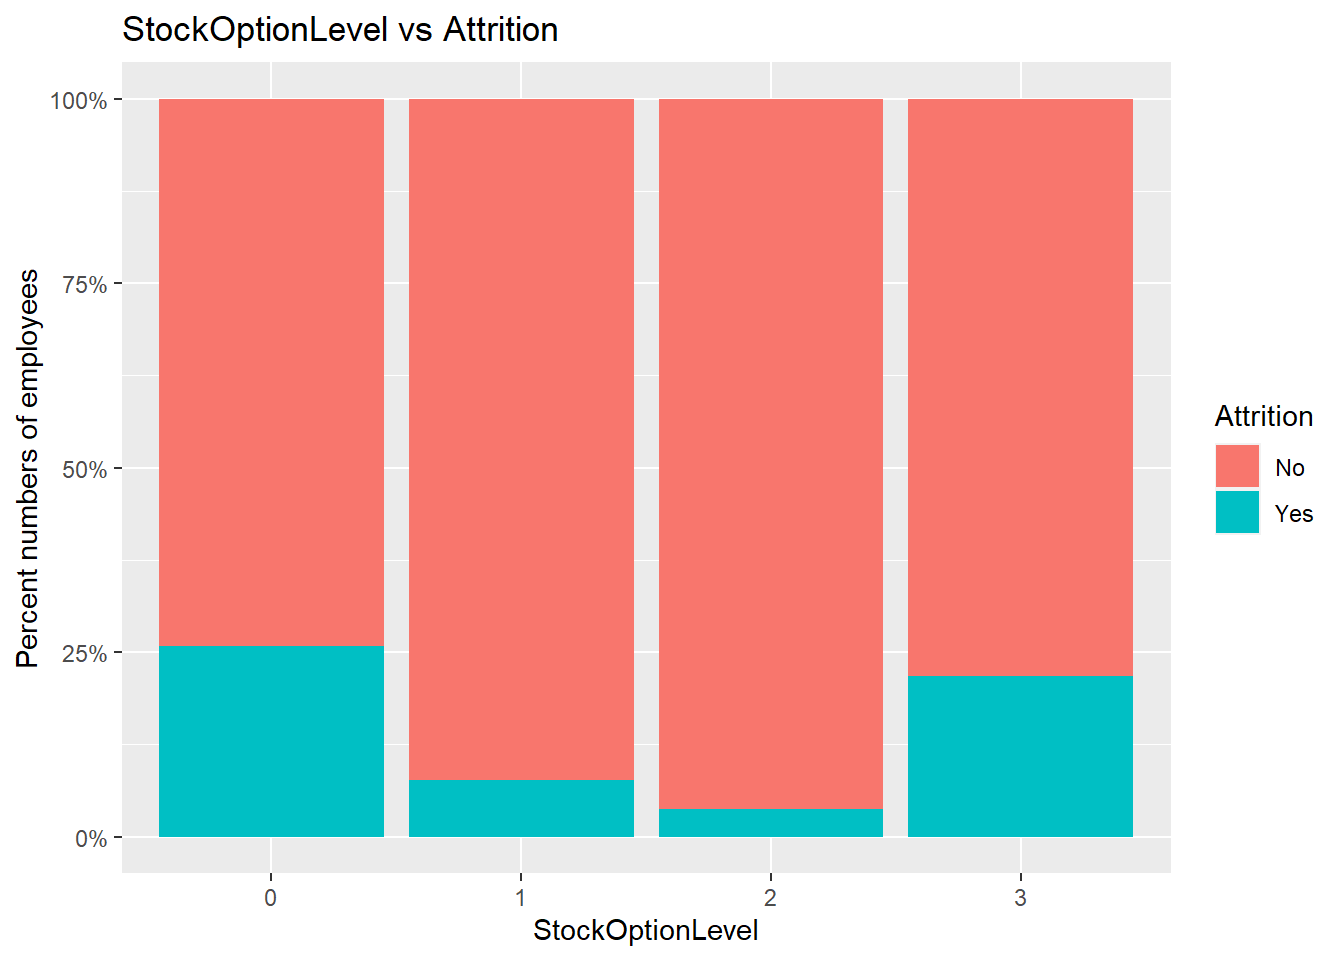 StockOptionLevel vs Attrition
100%
75%
50%
25%
0%
Percent numbers of employees
0 1 2 3
StockOptionLevel
Attrition
No
Yes